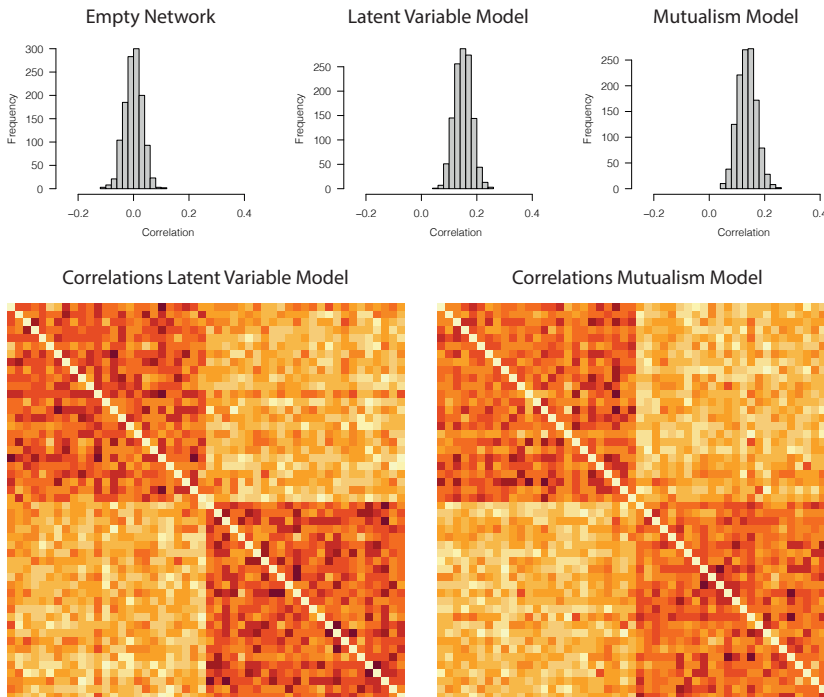 Empty Network
Latent Variable Model
Mutualism Model
Frequency
300
250
200
150
100
50
0
−0.2
0.0
0.2
0.4
Correlation
Frequency
250
200
150
100
50
0
−0.2
0.0
0.2
0.4
Correlation
Frequency
250
200
150
100
50
0
−0.2
0.0
0.2
0.4
Correlation
Correlations Latent Variable Model
Correlations Mutualism Model